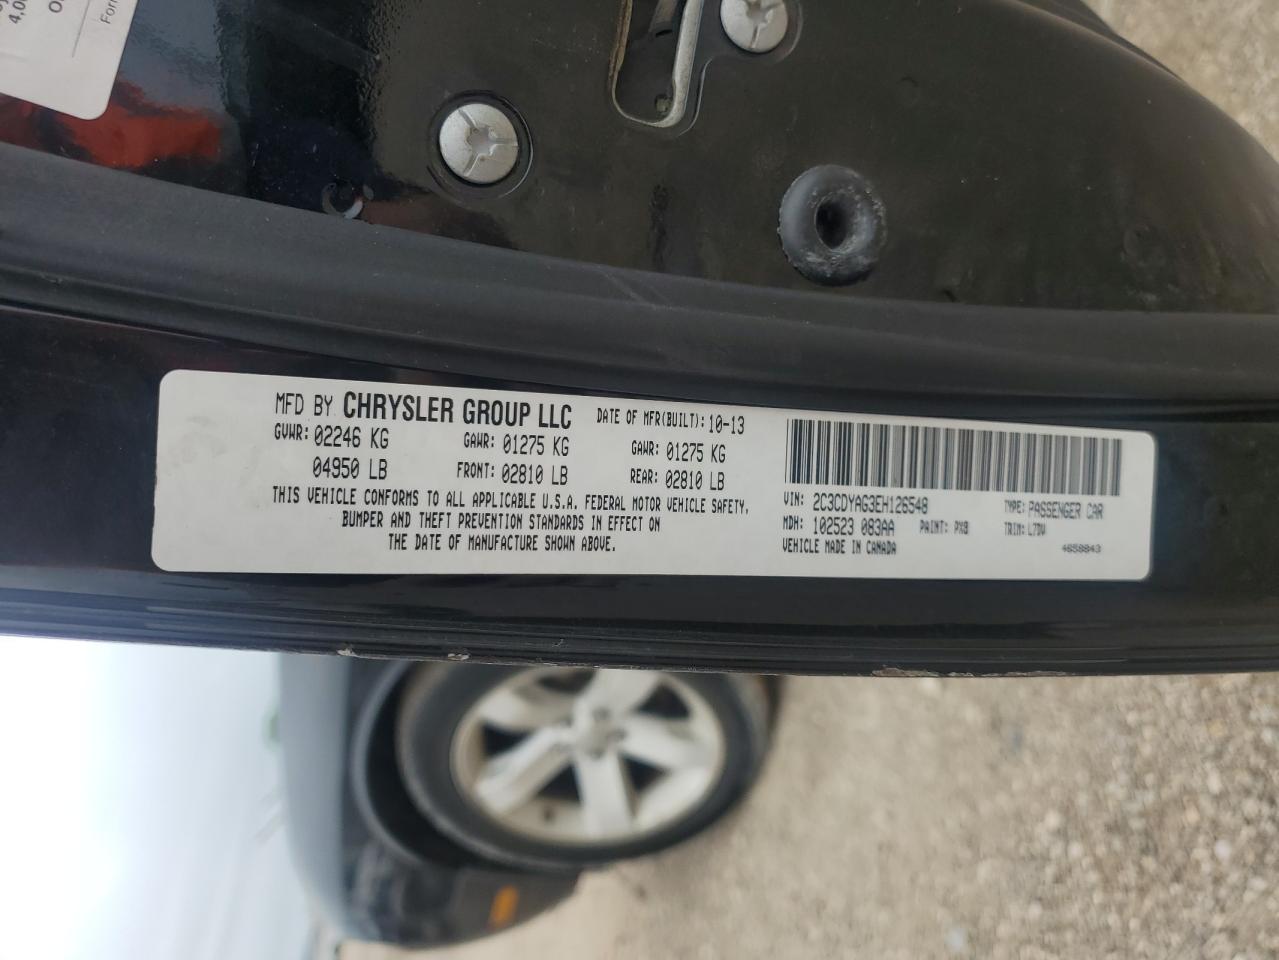 MFD BY CHRYSLER GROUP LLC DATE OF MFR(BUILT): 10-13
GVWR: 02246 KG GAWR: 01275 KG GAWR: 01275 KG
04950 LB FRONT: 02810 LB REAR: 02810 LB
THIS VEHICLE CONFORMS TO ALL APPLICABLE U.S.A. FEDERAL MOTOR VEHICLE SAFETY,
BUMPER AND THEFT PREVENTION STANDARDS IN EFFECT ON
THE DATE OF MANUFACTURE SHOWN ABOVE.
VIN: 2C3CDYAG3EH126548 TYPE: PASSENGER CAR
MDH: 102523 083AA PAINT: PX8 TRIM: L7DV
VEHICLE MADE IN CANADA 4658843